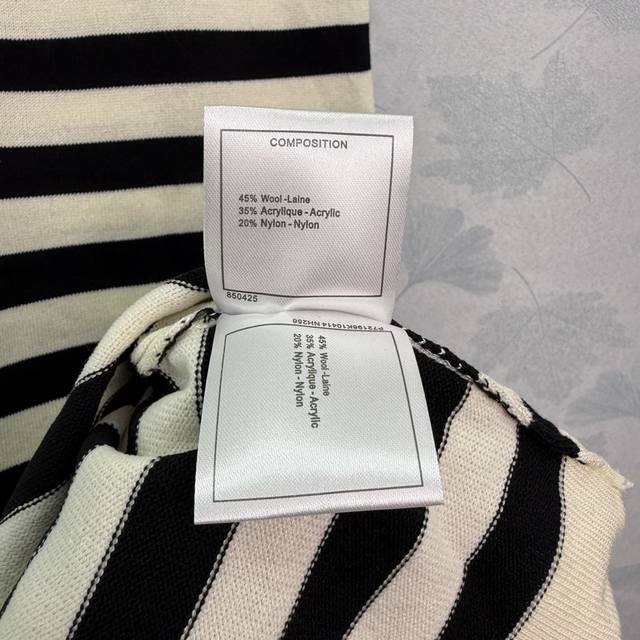 COMPOSITION
45% Wool-Laine
35% Acrylique-Acrylic
20% Nylon-Nylon
850425
P72196K10414 NH256
45% Wool-Laine
35% Acrylique-Acrylic
20% Nylon-Nylon